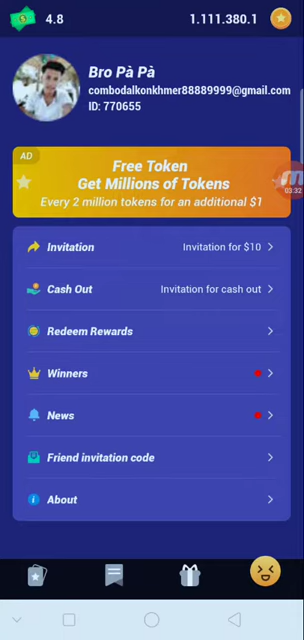 4.8
1.111.380.1
Bro Pà Pà
combodalkonkhmer88889999@gmail.com
ID: 770655
AD
Free Token
Get Millions of Tokens
Every 2 million tokens for an additional $1
03:32
Invitation
Invitation for $10
Cash Out
Invitation for cash out
Redeem Rewards
Winners
News
Friend invitation code
About